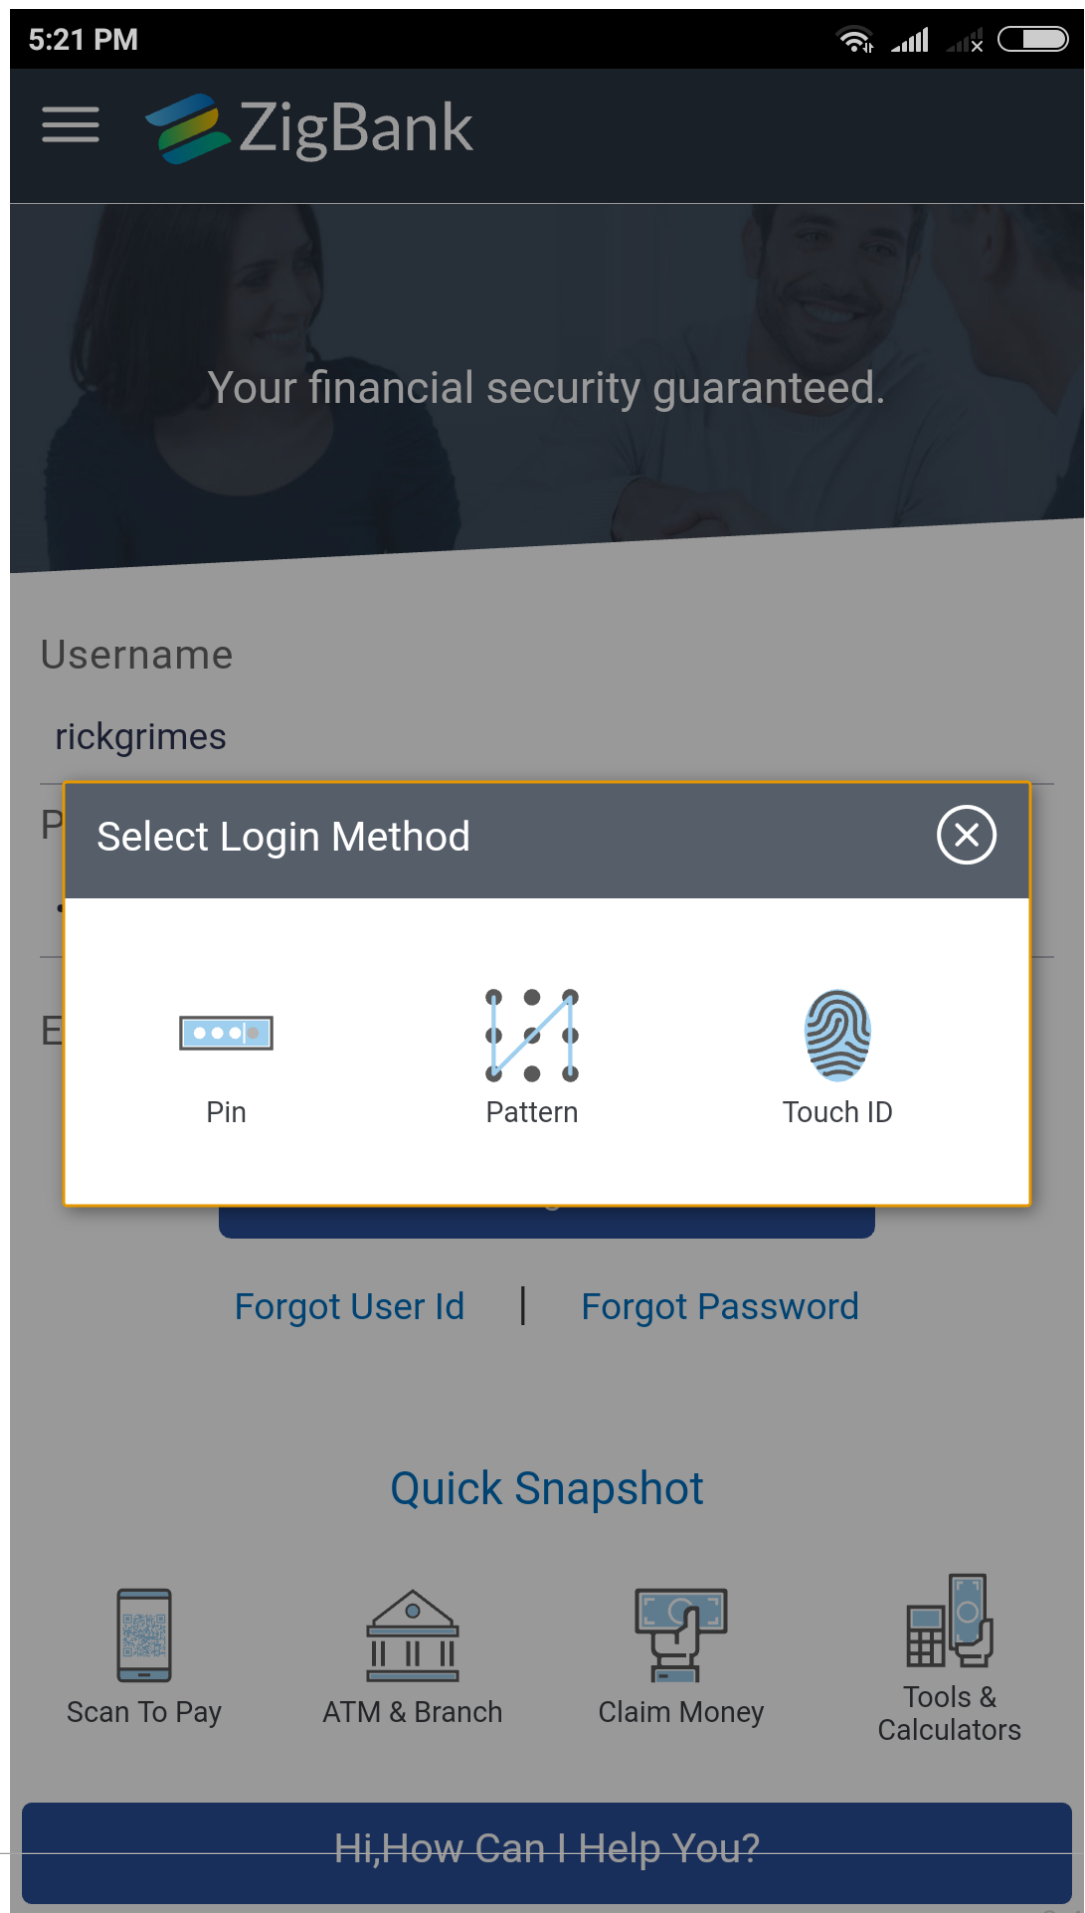 5:21 PM
ZigBank
Your financial security guaranteed.
Username
rickgrimes
P
Select Login Method
E
Pin
Pattern
Touch ID
Forgot User Id | Forgot Password
Quick Snapshot
Scan To Pay
ATM & Branch
Claim Money
Tools &
Calculators
Hi,How Can I Help You?